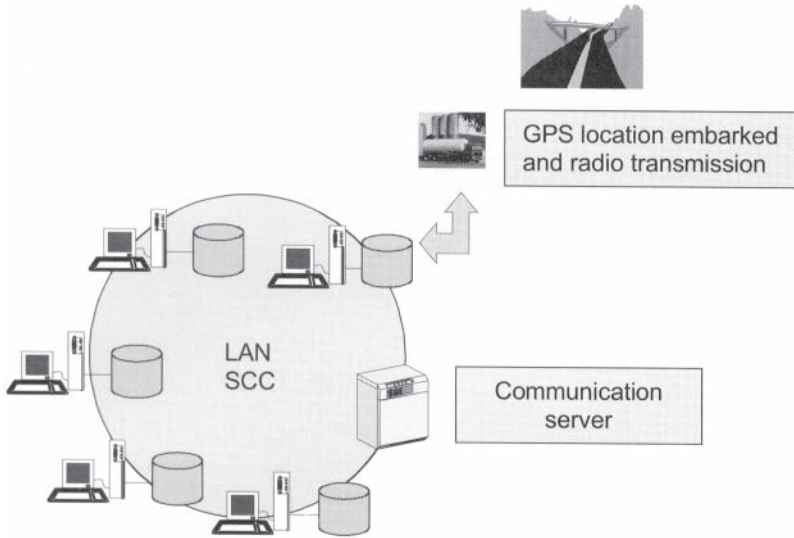 GPS location embarked
and radio transmission
LAN
SCC
Communication
server